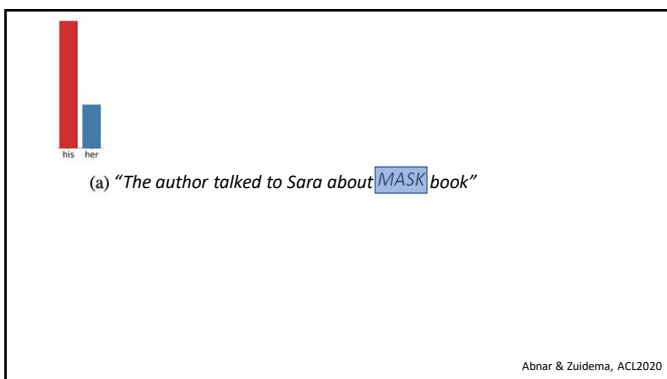 his her
(a) “The author talked to Sara about MASK book”
Abnar & Zuidema, ACL2020